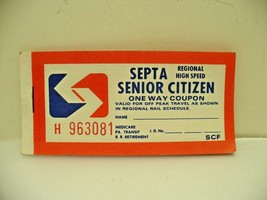 SEPTA REGIONAL HIGH SPEED
SENIOR CITIZEN
ONE WAY COUPON
VALID FOR OFF PEAK TRAVEL AS SHOWN
IN REGIONAL RAIL SCHEDULE.
NAME
H 963081
MEDICARE
PA. TRANSIT I D No.
R R RETIREMENT
SCF